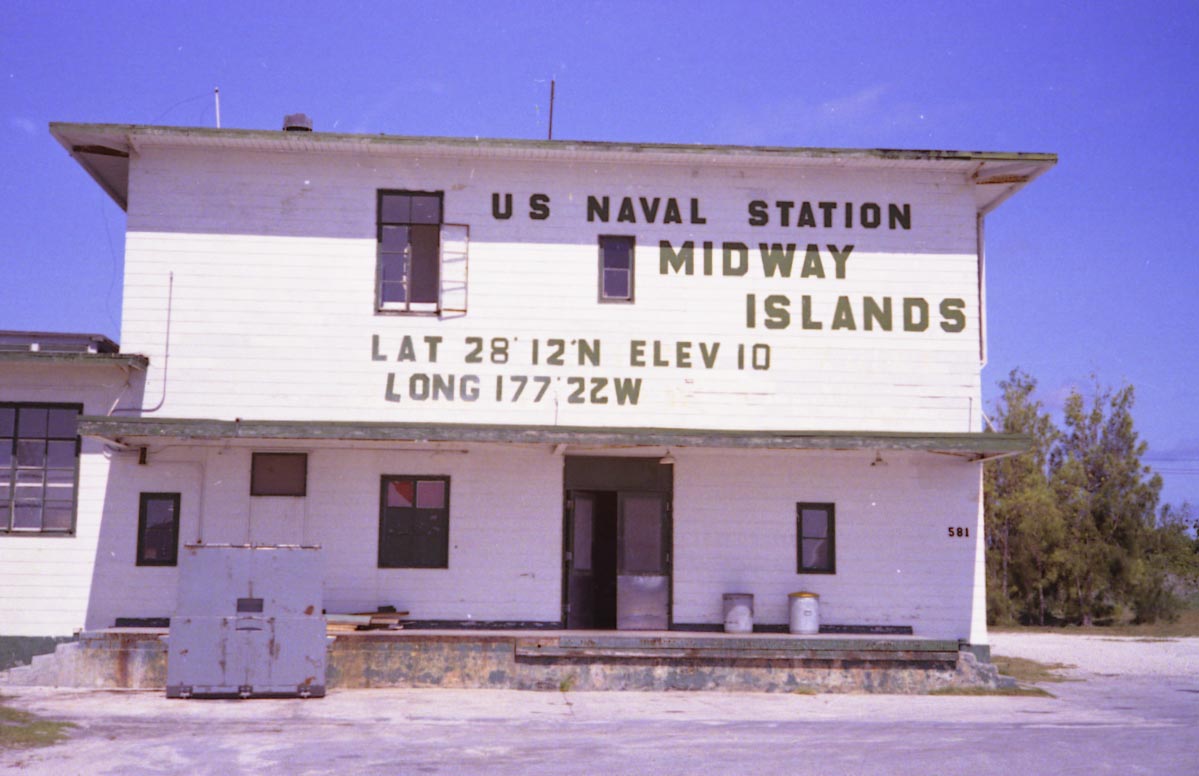 US NAVAL STATION
MIDWAY
ISLANDS
LAT 28° 12'N ELEV 10
LONG 177° 22W
581